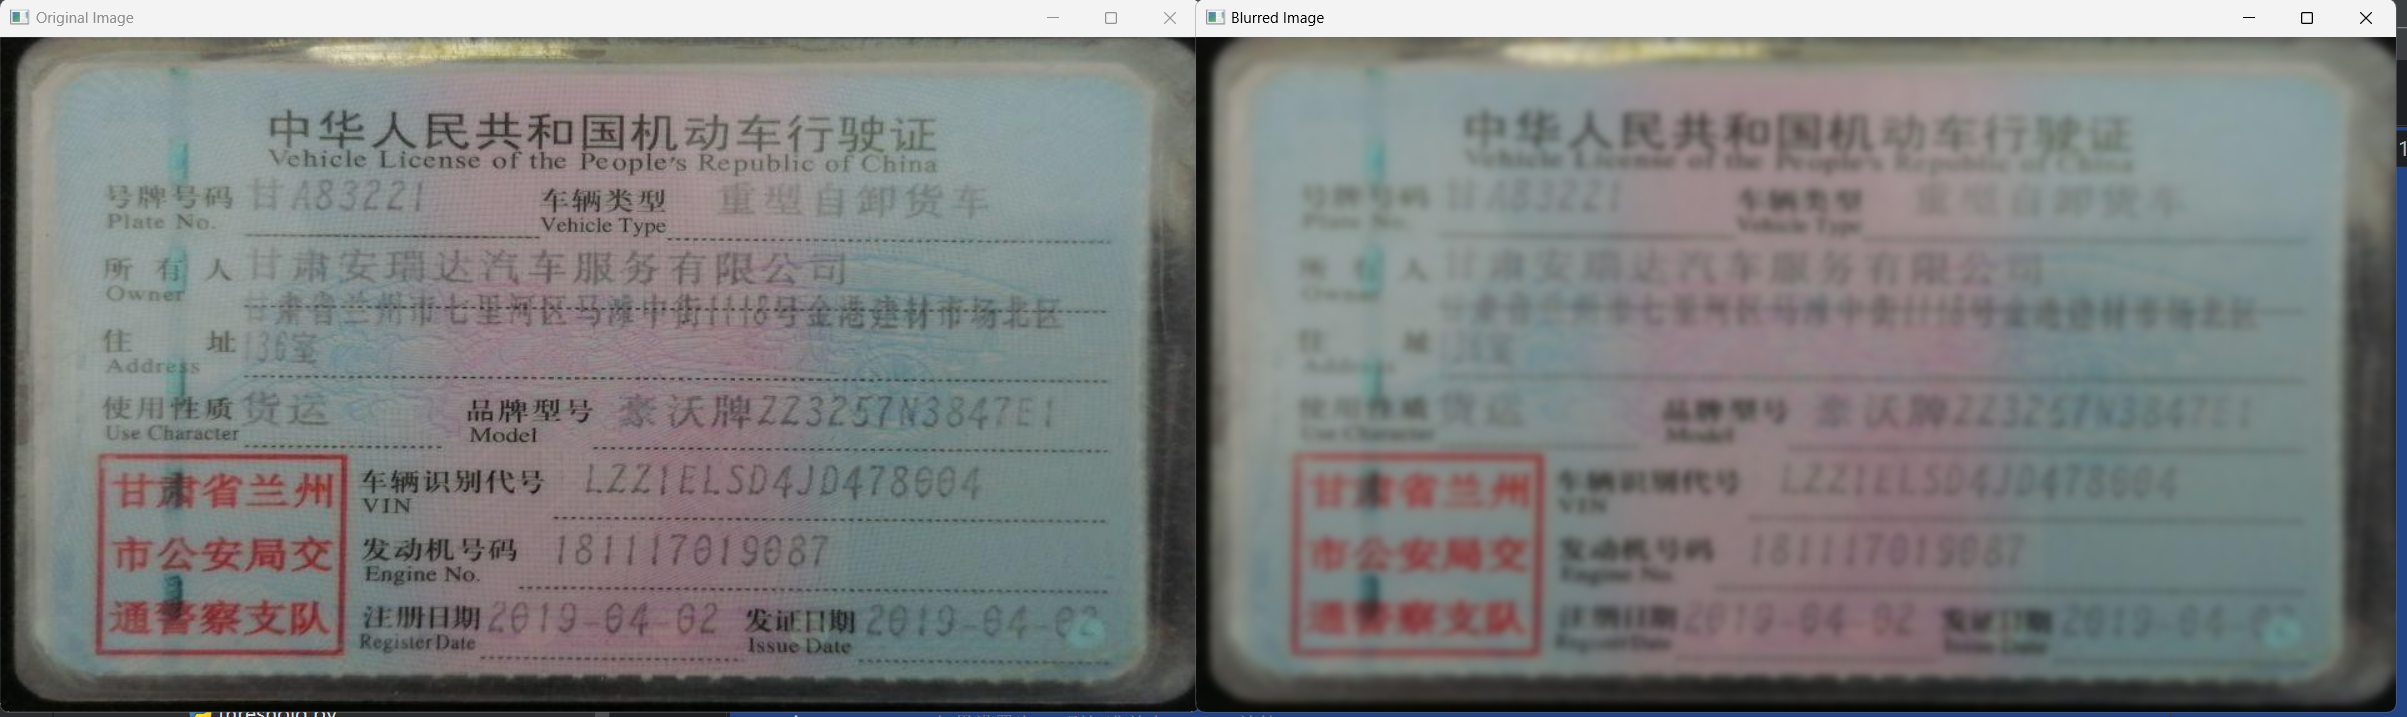 Original Image
中华人民共和国机动车行驶证
Vehicle License of the People's Republic of China
号牌号码 甘A83221 车辆类型 重型自卸货车
Plate No. Vehicle Type
所有人 甘肃安瑞达汽车服务有限公司
Owner
甘肃省兰州市七里河区马滩中街1118号金港建材市场北区
住址 136室
Address
使用性质 货运 品牌型号 豪沃牌ZZ3257N3847E1
Use Character Model
甘肃省兰州
市公安局交
通警察支队
车辆识别代号 LZZ1ELSD4JD478004
VIN
发动机号码 181117019087
Engine No.
注册日期 2019-04-02 发证日期 2019-04-02
Register Date Issue Date
Blurred Image
中华人民共和国机动车行驶证
Vehicle License of the People's Republic of China
号牌号码 甘A83221 车辆类型 重型自卸货车
Plate No. Vehicle Type
所有人 甘肃安瑞达汽车服务有限公司
Owner
甘肃省兰州市七里河区马滩中街1118号金港建材市场北区
住址 136室
Address
使用性质 货运 品牌型号 豪沃牌ZZ3257N3847E1
Use Character Model
甘肃省兰州
市公安局交
通警察支队
车辆识别代号 LZZ1ELSD4JD478004
VIN
发动机号码 181117019087
Engine No.
注册日期 2019-04-02 发证日期 2019-04-02
Register Date Issue Date
threshold.py